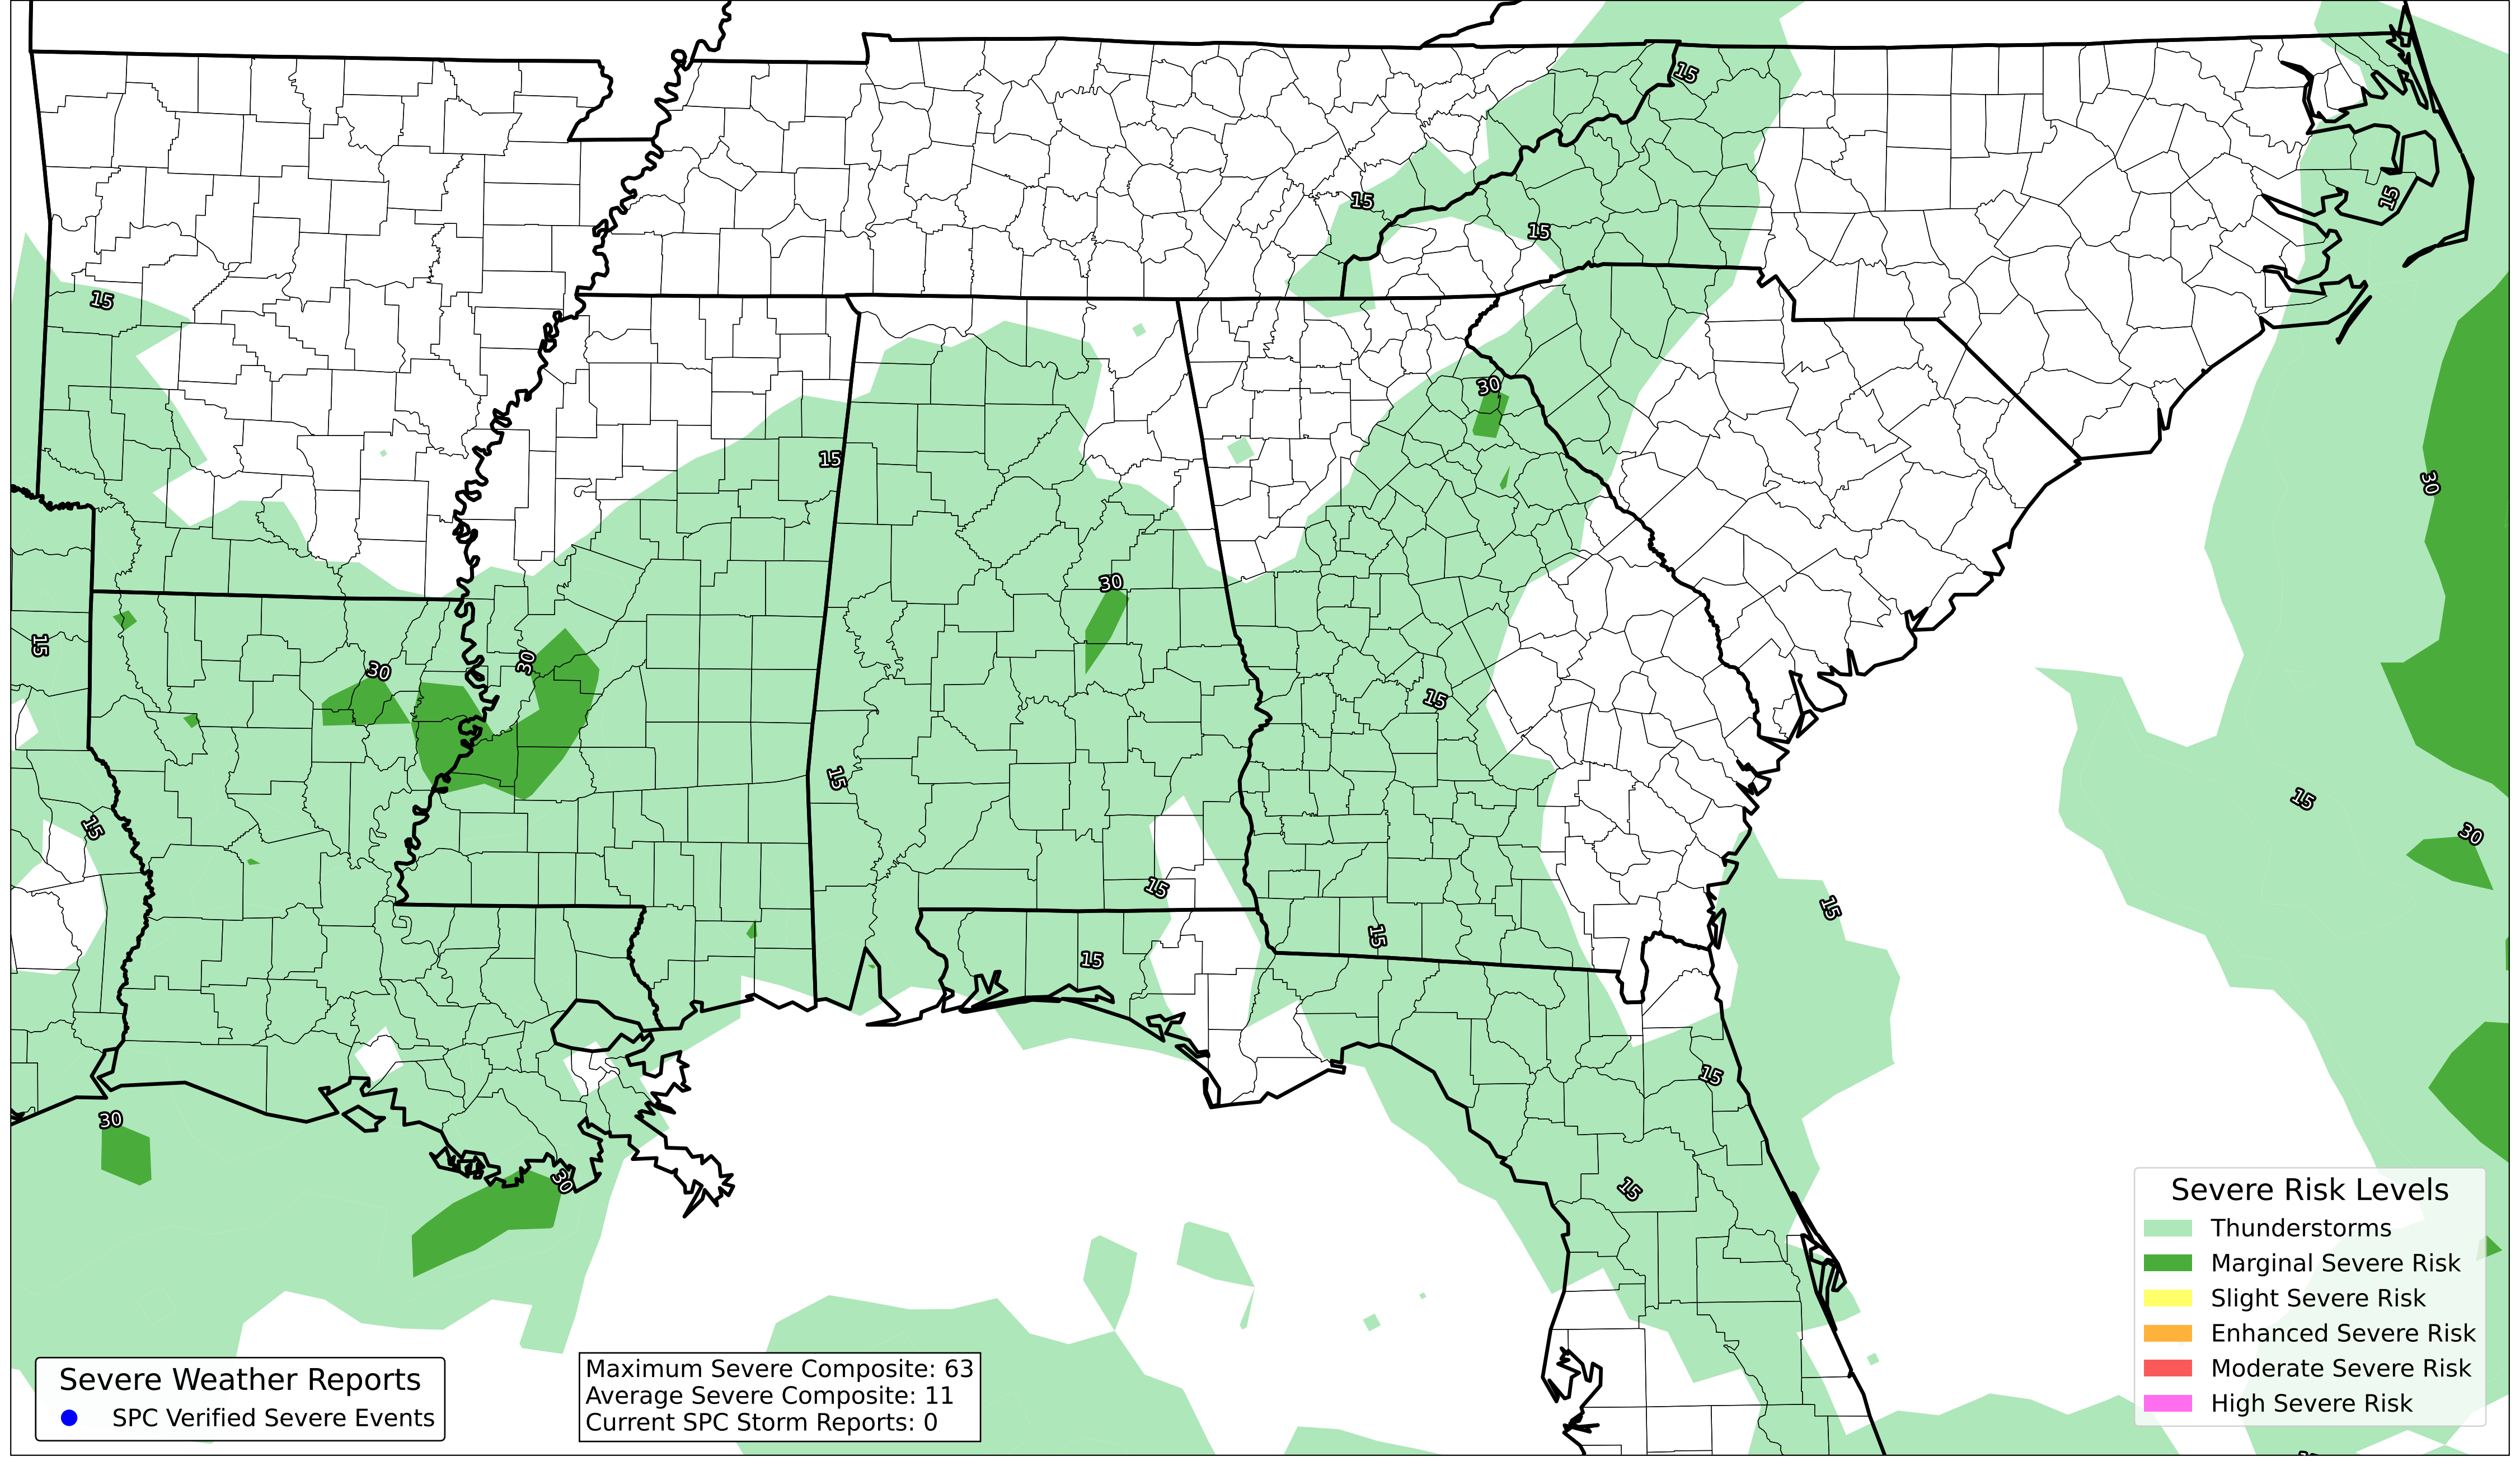 15
15
15
15
15
30
15
30
30
15
30
30
15
15
30
15
15
30
15
15
15
15
15
30
15
30
15
Severe Risk Levels
Thunderstorms
Marginal Severe Risk
Slight Severe Risk
Enhanced Severe Risk
Moderate Severe Risk
High Severe Risk
Severe Weather Reports
SPC Verified Severe Events
Maximum Severe Composite: 63
Average Severe Composite: 11
Current SPC Storm Reports: 0